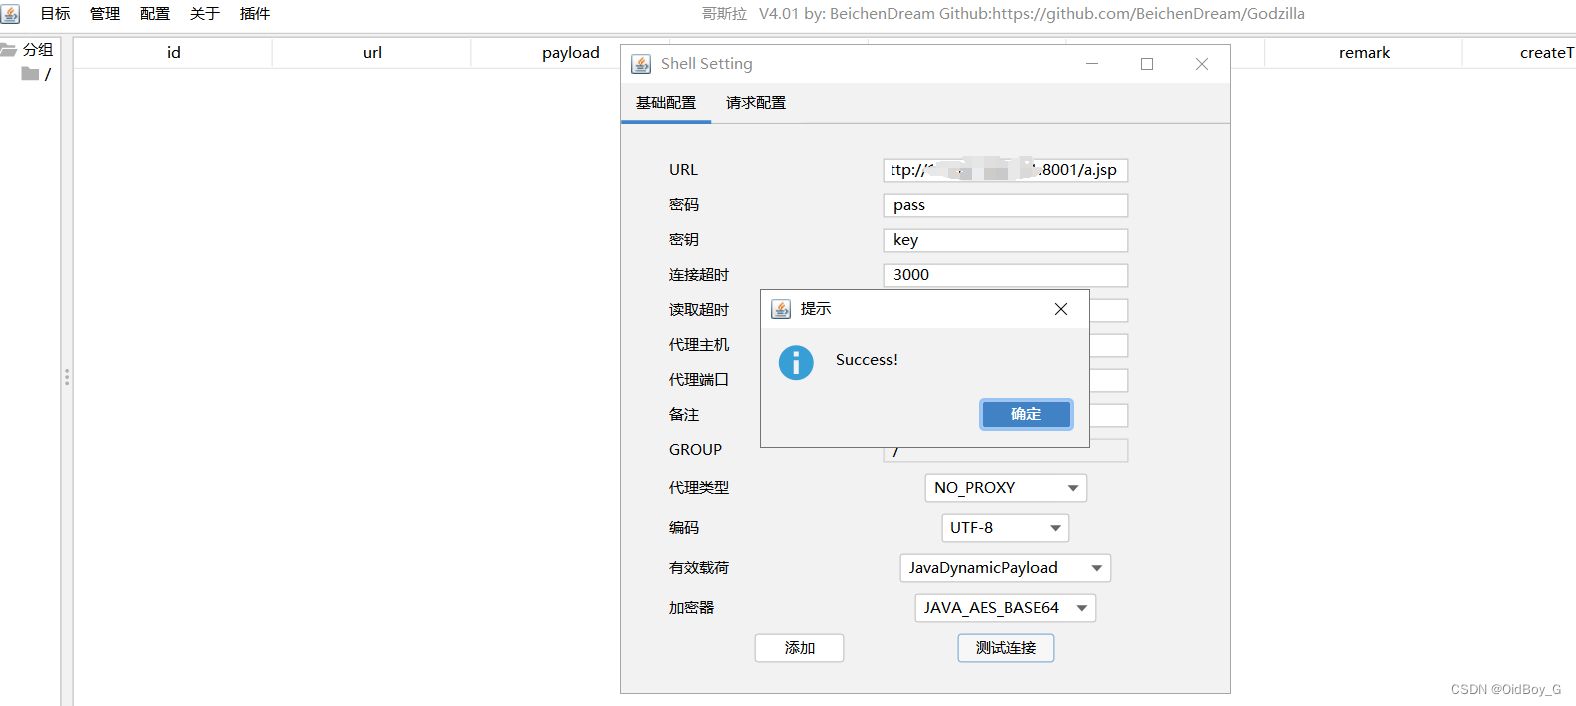 目标 管理 配置 关于 插件 哥斯拉 V4.01 by: BeichenDream Github:https://github.com/BeichenDream/Godzilla
分组
/
id url payload remark createT
Shell Setting
基础配置 请求配置
URL ttp:// .8001/a.jsp
密码 pass
密钥 key
连接超时 3000
读取超时
代理主机
代理端口
备注
GROUP /
提示
Success!
确定
代理类型 NO_PROXY
编码 UTF-8
有效载荷 JavaDynamicPayload
加密器 JAVA_AES_BASE64
添加 测试连接
CSDN @OidBoy_G